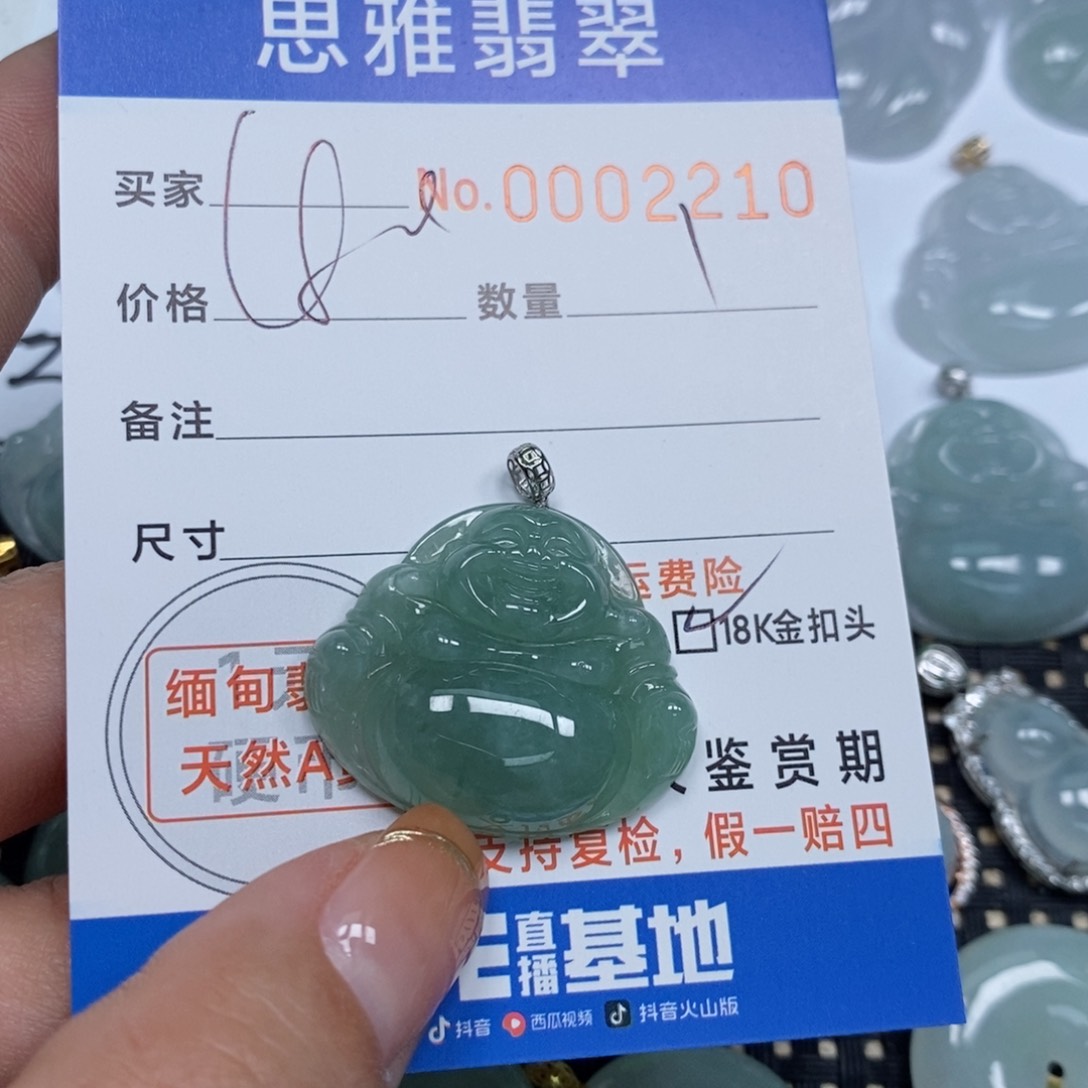 思雅翡翠
买家 No.0002210
价格 数量 1
备注
尺寸
运费险
18K金扣头
缅甸翡
天然A
鉴赏期
支持复检，假一赔四
直播基地
抖音 西瓜视频 抖音火山版